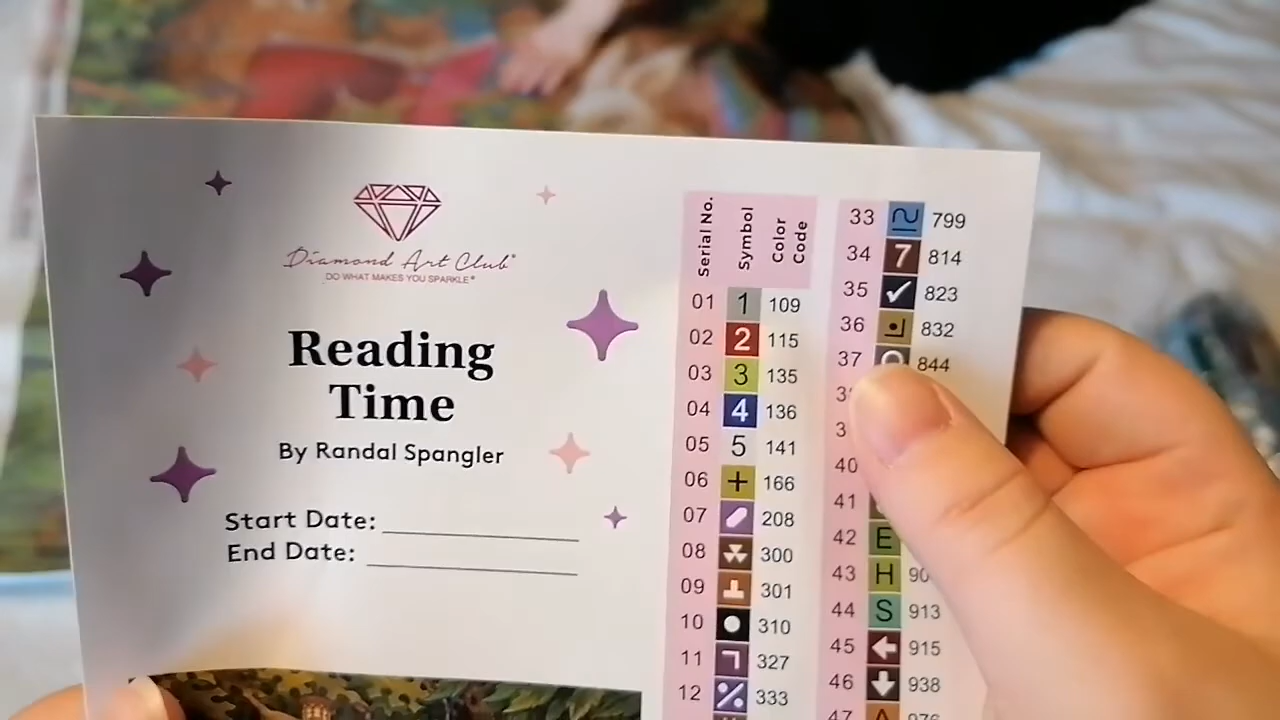 Diamond Art Club®
DO WHAT MAKES YOU SPARKLE®
Reading
Time
By Randal Spangler
Start Date:
End Date:
Serial No. Symbol Color Code
01 1 109
02 2 115
03 3 135
04 4 136
05 5 141
06 + 166
07 208
08 300
09 301
10 310
11 327
12 333
33 799
34 7 814
35 ✓ 823
36 832
37 844
40
41
42 E
43 H 90
44 S 913
45 915
46 938